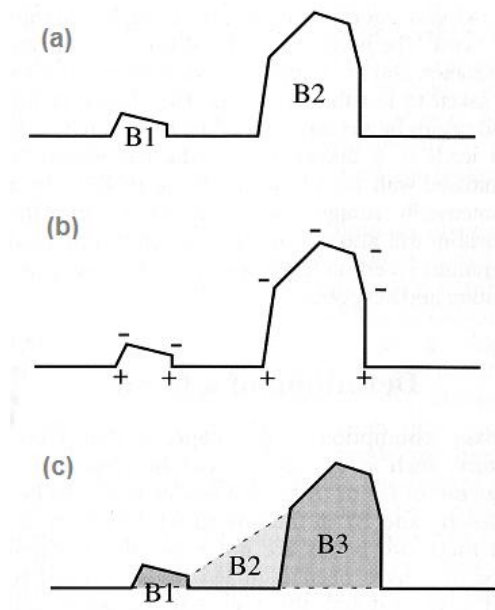 (a)
B1
B2
(b)
− − − − −
+ + + +
(c)
B1
B2
B3